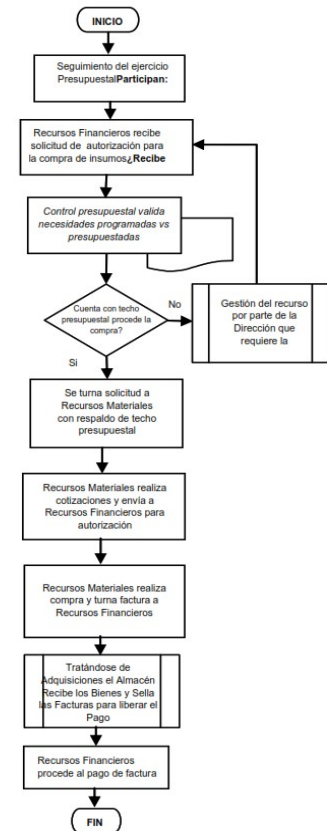 INICIO
Seguimiento del ejercicio
PresupuestalParticipan:
Recursos Financieros recibe
solicitud de autorización para
la compra de insumos¿Recibe
Control presupuestal valida
necesidades programadas vs
presupuestadas
Cuenta con techo
presupuestal procede la
compra?
No
Gestión del recurso
por parte de la
Dirección que
requiere la
Si
Se turna solicitud a
Recursos Materiales
con respaldo de techo
presupuestal
Recursos Materiales realiza
cotizaciones y envía a
Recursos Financieros para
autorización
Recursos Materiales realiza
compra y turna factura a
Recursos Financieros
Tratándose de
Adquisiciones el Almacén
Recibe los Bienes y Sella
las Facturas para liberar el
Pago
Recursos Financieros
procede al pago de factura
FIN